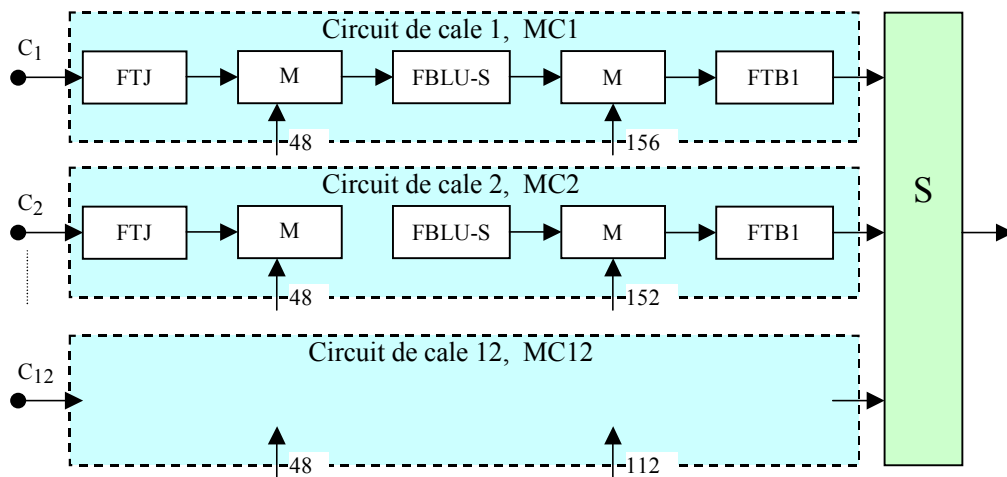 Circuit de cale 1, MC1
C1
FTJ
M
FBLU-S
M
FTB1
48
156
Circuit de cale 2, MC2
C2
FTJ
M
FBLU-S
M
FTB1
48
152
S
Circuit de cale 12, MC12
C12
48
112